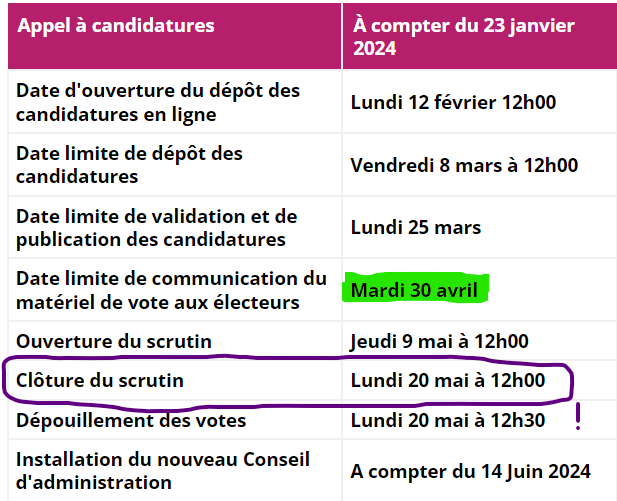 Appel à candidatures
À compter du 23 janvier
2024
Date d'ouverture du dépôt des
candidatures en ligne
Lundi 12 février 12h00
Date limite de dépôt des
candidatures
Vendredi 8 mars à 12h00
Date limite de validation et de
publication des candidatures
Lundi 25 mars
Date limite de communication du
matériel de vote aux électeurs
Mardi 30 avril
Ouverture du scrutin
Jeudi 9 mai à 12h00
Clôture du scrutin
Lundi 20 mai à 12h00
Dépouillement des votes
Lundi 20 mai à 12h30
!
Installation du nouveau Conseil
d'administration
A compter du 14 Juin 2024